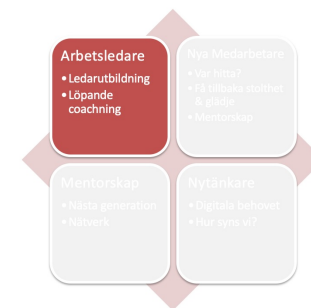 Arbetsledare
• Ledarutbildning
• Löpande
coachning
Nya Medarbetare
• Var hitta?
• Få tillbaka stolthet
& glädje
• Mentorskap
Mentorskap
• Nästa generation
• Nätverk
Nytänkare
• Digitala behovet
• Hur syns vi?